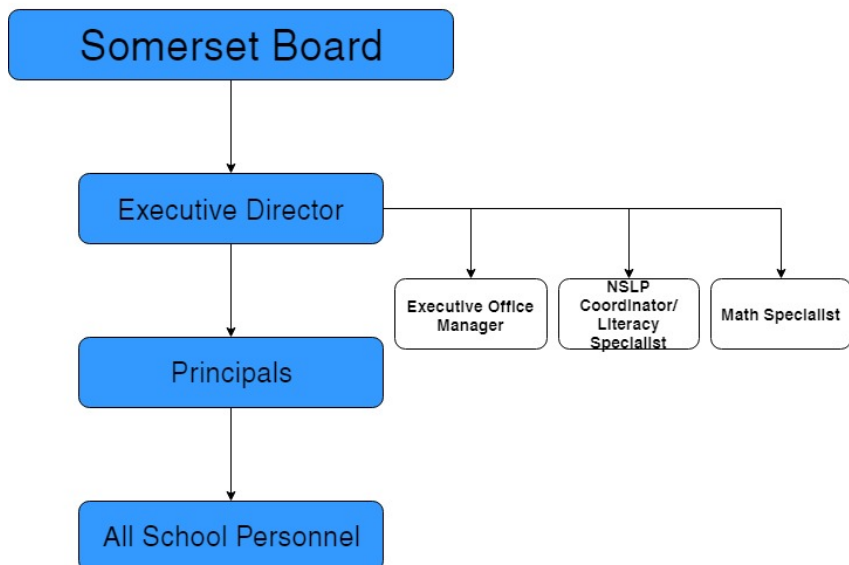 Somerset Board
Executive Director
Executive Office
Manager
NSLP
Coordinator/
Literacy
Specialist
Math Specialist
Principals
All School Personnel